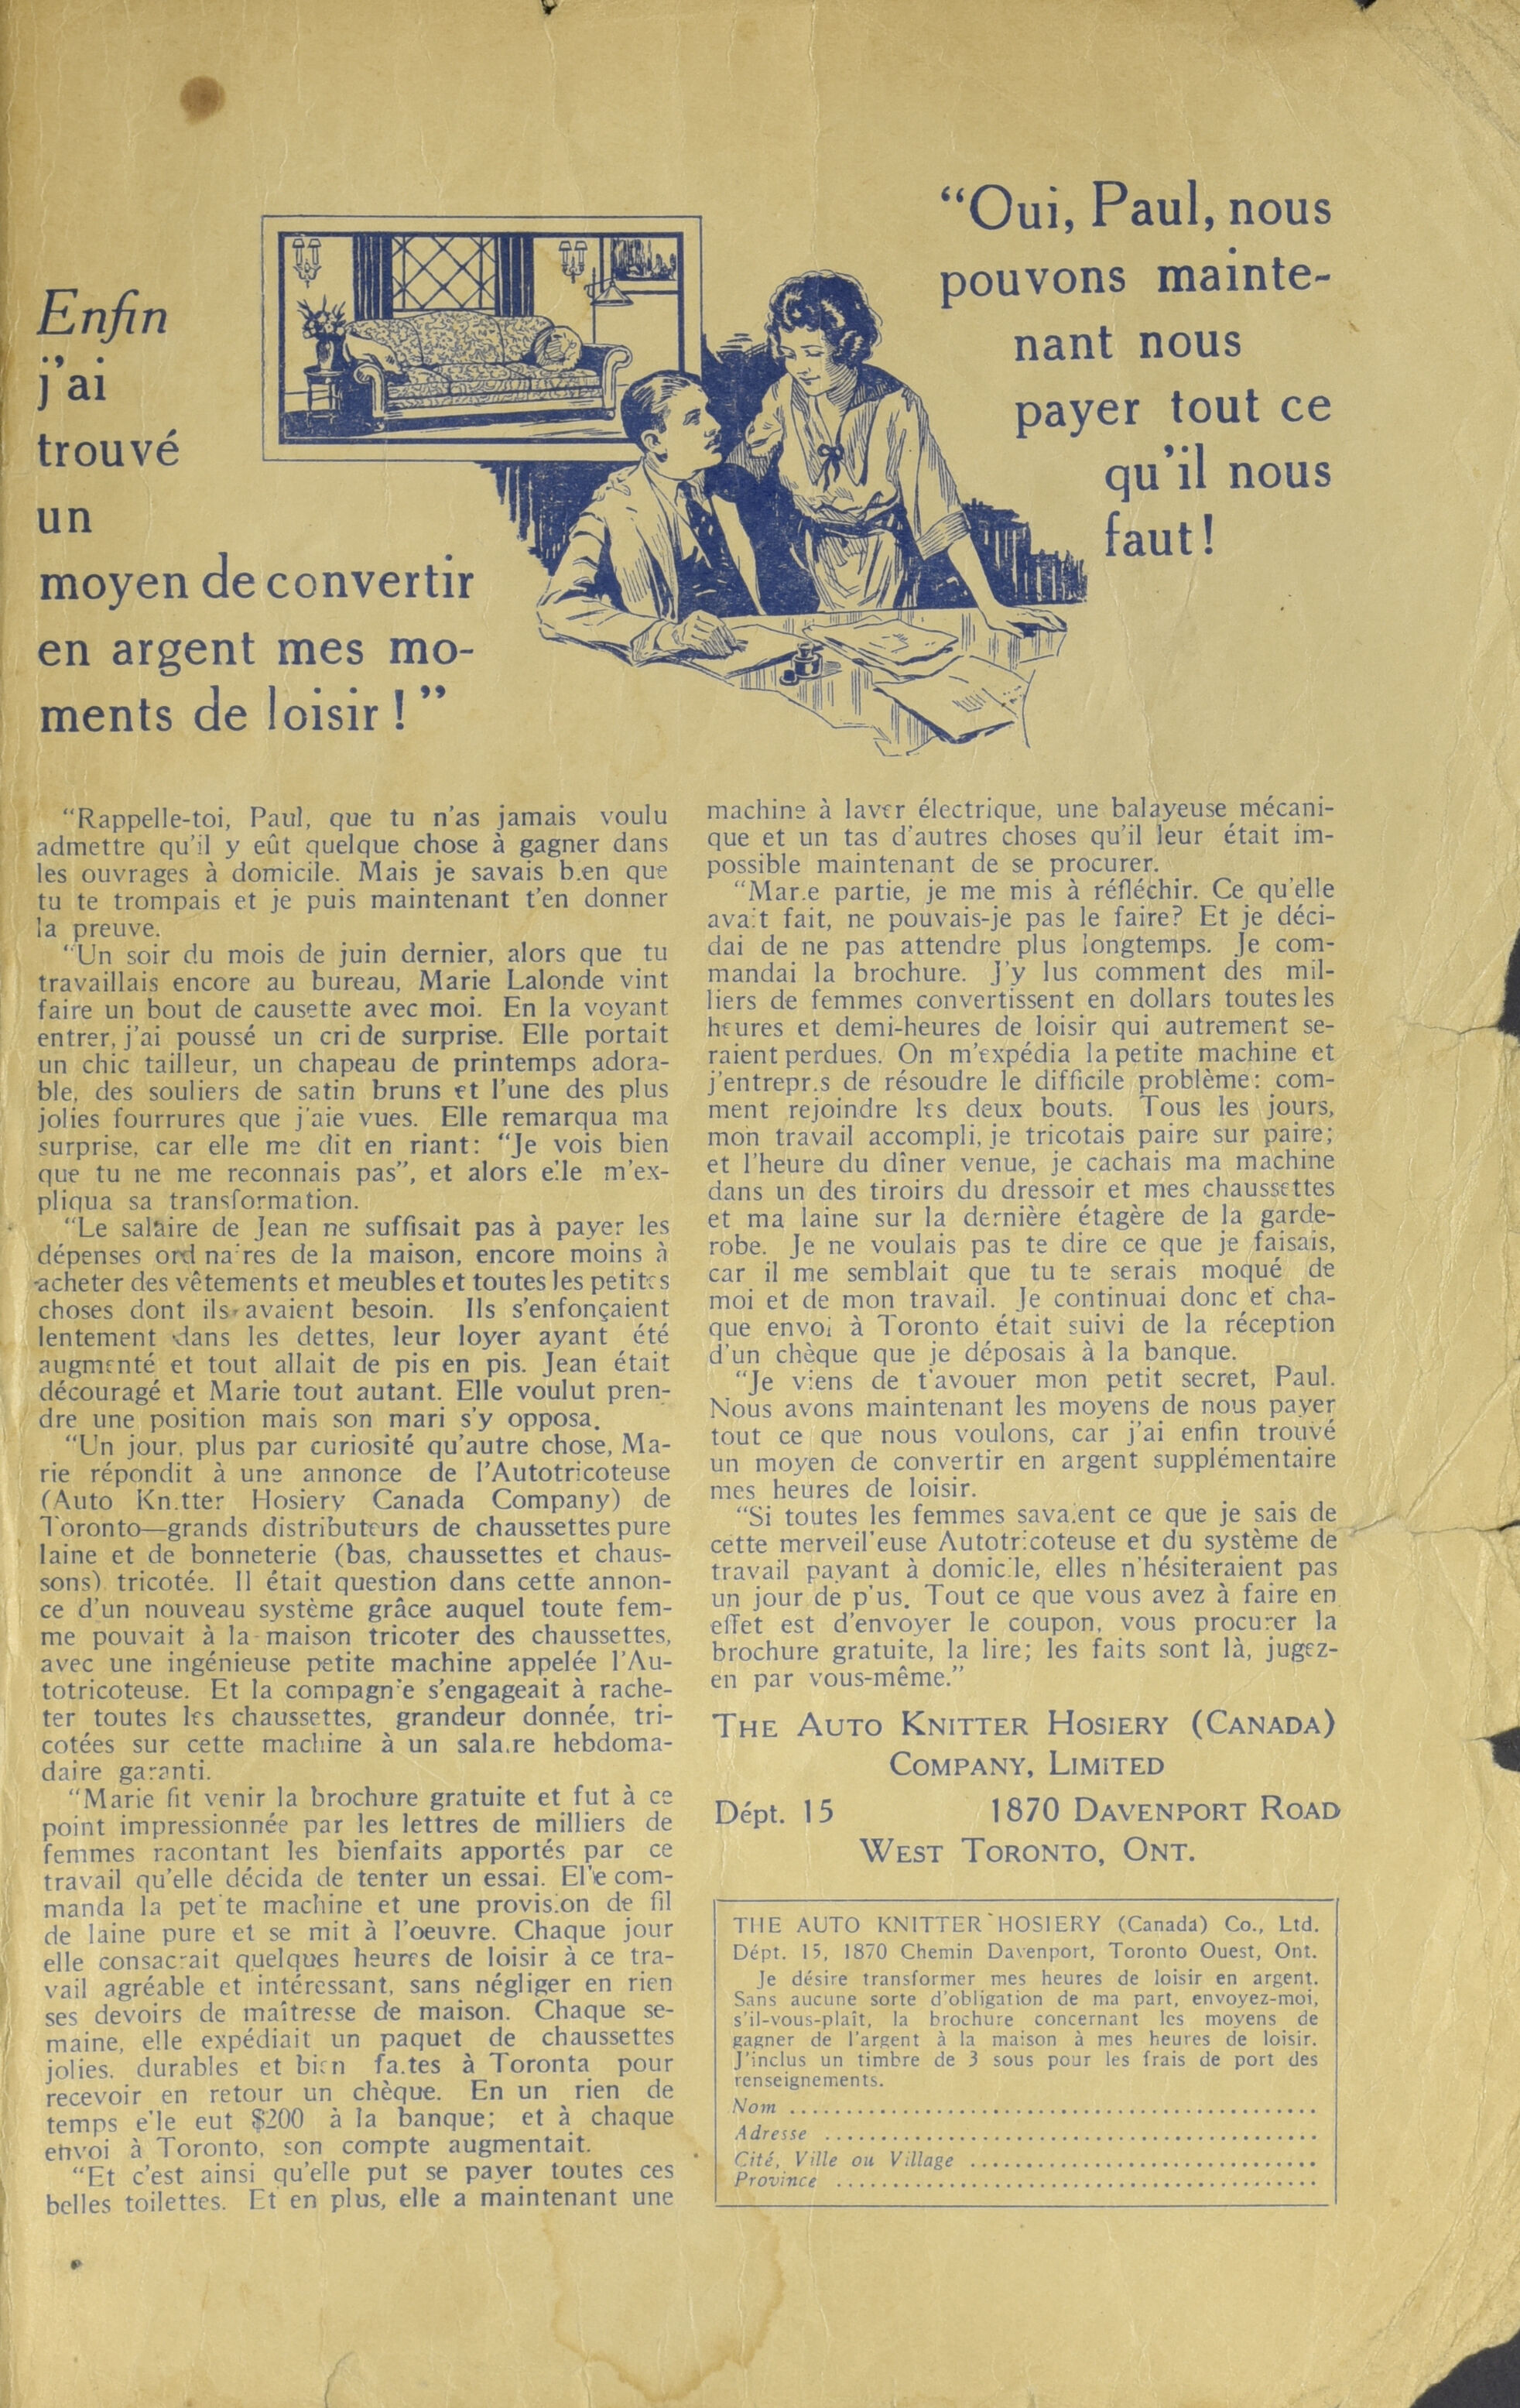 “Oui, Paul, nous
pouvons mainte-
nant nous
payer tout ce
qu’il nous
faut!
Enfin
j’ai
trouvé
un
moyen de convertir
en argent mes mo-
ments de loisir!”
“Rappelle-toi, Paul, que tu n’as jamais voulu
admettre qu’il y eût quelque chose à gagner dans
les ouvrages à domicile. Mais je savais b.en que
tu te trompais et je puis maintenant t’en donner
la preuve.
“Un soir du mois de juin dernier, alors que tu
travaillais encore au bureau, Marie Lalonde vint
faire un bout de causette avec moi. En la voyant
entrer, j’ai poussé un cri de surprise. Elle portait
un chic tailleur, un chapeau de printemps adora-
ble, des souliers de satin bruns et l’une des plus
jolies fourrures que j’aie vues. Elle remarqua ma
surprise, car elle me dit en riant: “Je vois bien
que tu ne me reconnais pas”, et alors elle m’ex-
pliqua sa transformation.
“Le salaire de Jean ne suffisait pas à payer les
dépenses ord naires de la maison, encore moins à
acheter des vêtements et meubles et toutes les petites
choses dont ils avaient besoin. Ils s’enfonçaient
lentement dans les dettes, leur loyer ayant été
augmenté et tout allait de pis en pis. Jean était
découragé et Marie tout autant. Elle voulut pren-
dre une position mais son mari s’y opposa.
“Un jour, plus par curiosité qu’autre chose, Ma-
rie répondit à une annonce de l’Autotricoteuse
(Auto Kn.tter Hosiery Canada Company) de
Toronto—grands distributeurs de chaussettes pure
laine et de bonneterie (bas, chaussettes et chaus-
sons) tricotée. Il était question dans cette annon-
ce d’un nouveau système grâce auquel toute fem-
me pouvait à la maison tricoter des chaussettes,
avec une ingénieuse petite machine appelée l’Au-
totricoteuse. Et la compagnie s’engageait à rache-
ter toutes les chaussettes, grandeur donnée, tri-
cotées sur cette machine à un sala.re hebdoma-
daire garanti.
“Marie fit venir la brochure gratuite et fut à ce
point impressionnée par les lettres de milliers de
femmes racontant les bienfaits apportés par ce
travail qu’elle décida de tenter un essai. Elle com-
manda la pet te machine et une provis.on de fil
de laine pure et se mit à l’oeuvre. Chaque jour
elle consacrait quelques heures de loisir à ce tra-
vail agréable et intéressant, sans négliger en rien
ses devoirs de maîtresse de maison. Chaque se-
maine, elle expédiait un paquet de chaussettes
jolies, durables et bien fa.tes à Toronta pour
recevoir en retour un chèque. En un rien de
temps elle eut $200 à la banque; et à chaque
envoi à Toronto, son compte augmentait.
“Et c’est ainsi qu’elle put se payer toutes ces
belles toilettes. Et en plus, elle a maintenant une
machine à laver électrique, une balayeuse mécani-
que et un tas d’autres choses qu’il leur était im-
possible maintenant de se procurer.
“Mar.e partie, je me mis à réfléchir. Ce qu’elle
avait fait, ne pouvais-je pas le faire? Et je déci-
dai de ne pas attendre plus longtemps. Je com-
mandai la brochure. J’y lus comment des mil-
liers de femmes convertissent en dollars toutes les
heures et demi-heures de loisir qui autrement se-
raient perdues. On m’expédia la petite machine et
j’entrepr.s de résoudre le difficile problème: com-
ment rejoindre les deux bouts. Tous les jours,
mon travail accompli, je tricotais paire sur paire;
et l’heure du dîner venue, je cachais ma machine
dans un des tiroirs du dressoir et mes chaussettes
et ma laine sur la dernière étagère de la garde-
robe. Je ne voulais pas te dire ce que je faisais,
car il me semblait que tu te serais moqué de
moi et de mon travail. Je continuai donc et cha-
que envoi à Toronto était suivi de la réception
d’un chèque que je déposais à la banque.
“Je viens de t’avouer mon petit secret, Paul.
Nous avons maintenant les moyens de nous payer
tout ce que nous voulons, car j’ai enfin trouvé
un moyen de convertir en argent supplémentaire
mes heures de loisir.
“Si toutes les femmes sava.ent ce que je sais de
cette merveilleuse Autotricoteuse et du système de
travail payant à domicile, elles n’hésiteraient pas
un jour de plus. Tout ce que vous avez à faire en
effet est d’envoyer le coupon, vous procurer la
brochure gratuite, la lire; les faits sont là, jugez-
en par vous-même.”
THE AUTO KNITTER HOSIERY (CANADA)
COMPANY, LIMITED
Dépt. 15 1870 DAVENPORT ROAD
WEST TORONTO, ONT.
THE AUTO KNITTER HOSIERY (Canada) Co., Ltd.
Dépt. 15, 1870 Chemin Davenport, Toronto Ouest, Ont.
Je désire transformer mes heures de loisir en argent.
Sans aucune sorte d’obligation de ma part, envoyez-moi,
s’il-vous-plaît, la brochure concernant les moyens de
gagner de l’argent à la maison à mes heures de loisir.
J’inclus un timbre de 3 sous pour les frais de port des
renseignements.
Nom
Adresse
Cité, Ville ou Village
Province